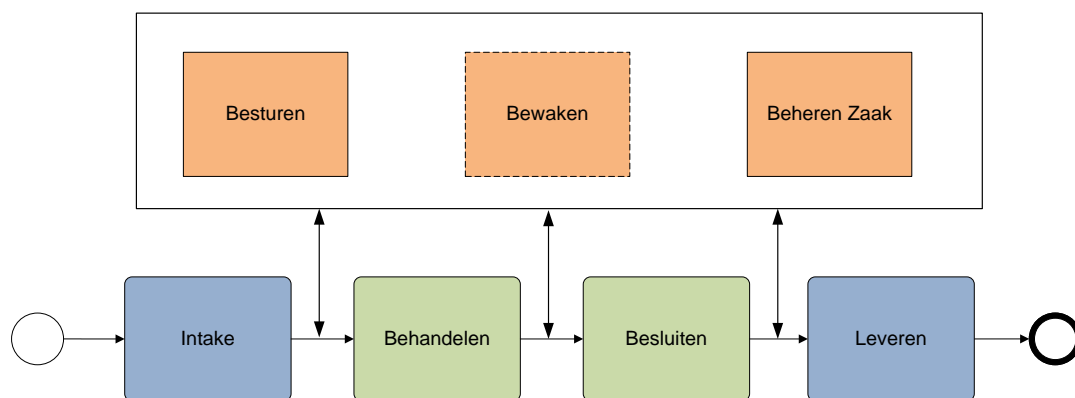 Besturen
Bewaken
Beheren Zaak
Intake
Behandelen
Besluiten
Leveren